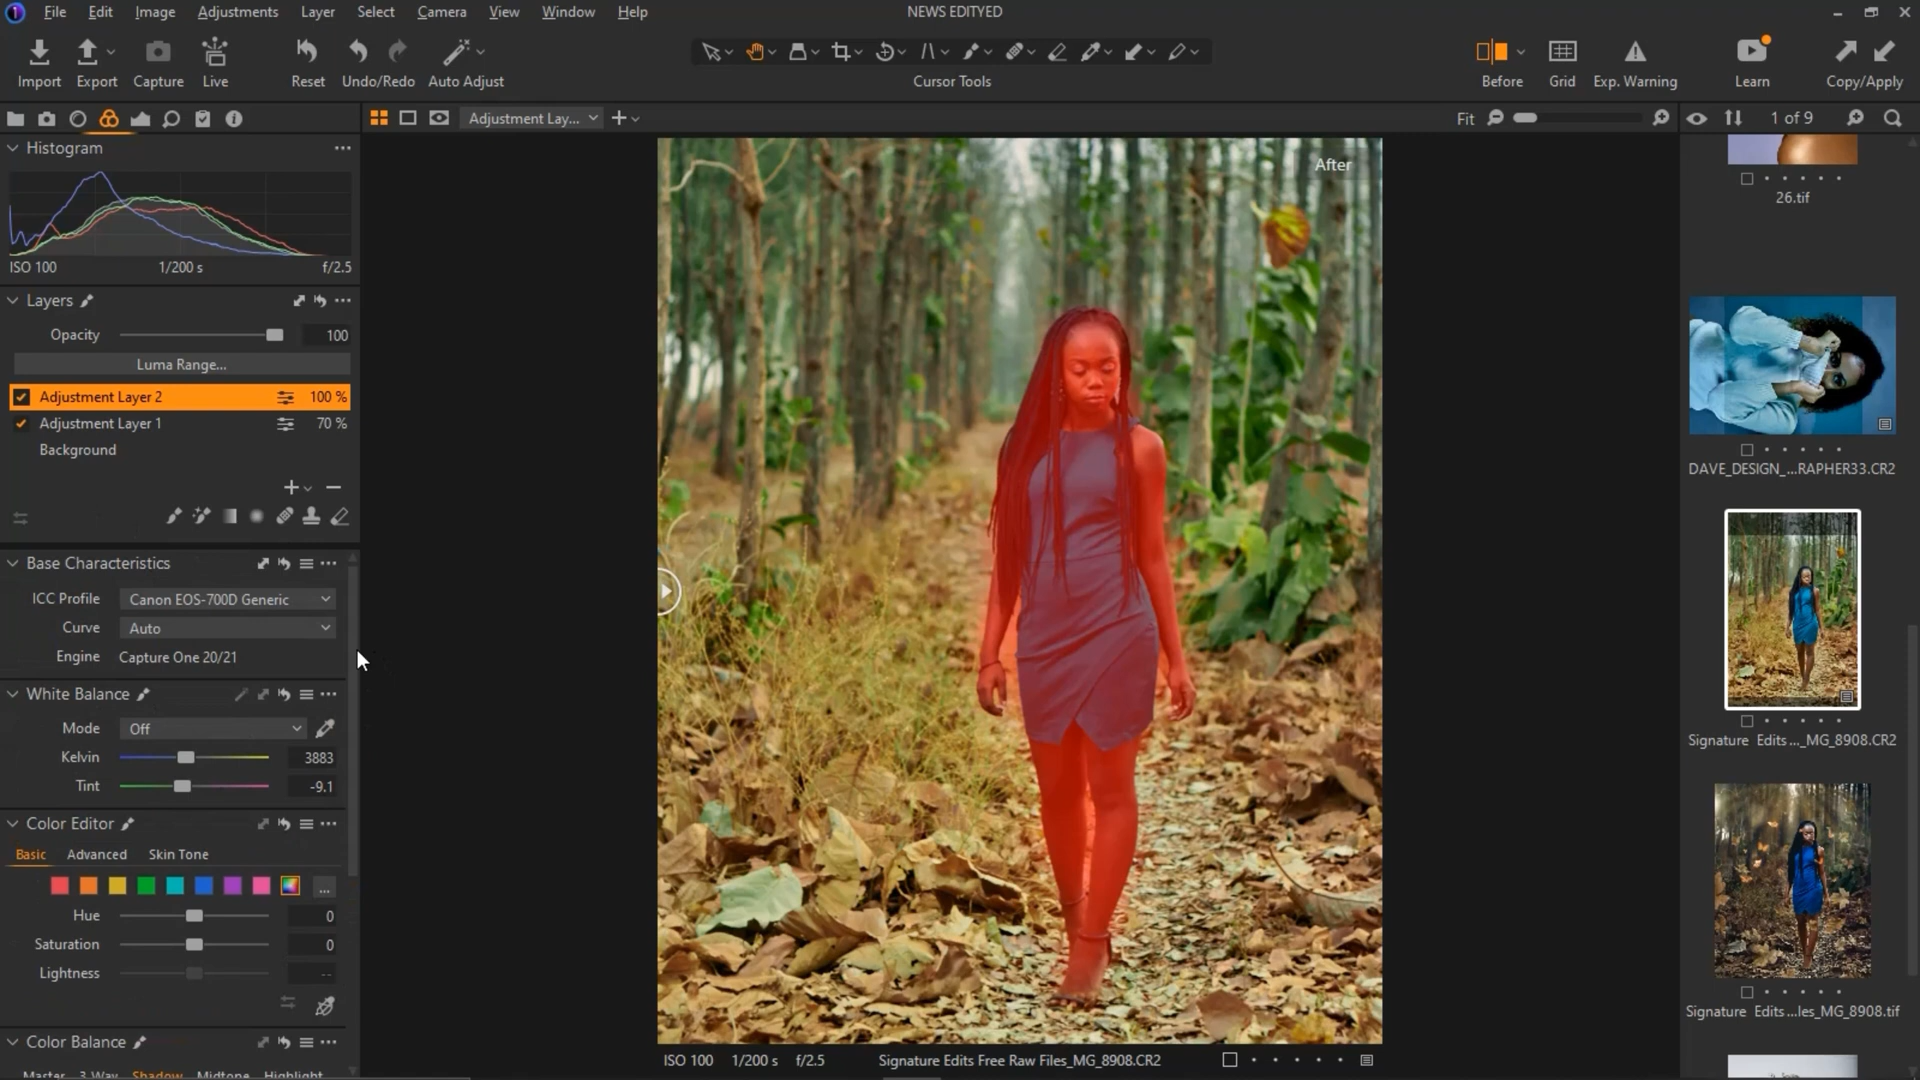 File Edit Image Adjustments Layer Select Camera View Window Help
NEWS EDITYED
Import Export Capture Live Reset Undo/Redo Auto Adjust
Cursor Tools
Before Grid Exp. Warning Learn Copy/Apply
Adjustment Lay...
Fit
1 of 9
Histogram
ISO 100 1/200 s f/2.5
Layers
Opacity 100
Luma Range...
Adjustment Layer 2 100 %
Adjustment Layer 1 70 %
Background
Base Characteristics
ICC Profile Canon EOS-700D Generic
Curve Auto
Engine Capture One 20/21
White Balance
Mode Off
Kelvin 3883
Tint -9.1
Color Editor
Basic Advanced Skin Tone
...
Hue 0
Saturation 0
Lightness --
Color Balance
Master 3-Way Shadow Midtone Highlight
After
ISO 100 1/200 s f/2.5 Signature Edits Free Raw Files_MG_8908.CR2
26.tif
DAVE_DESIGN_...RAPHER33.CR2
Signature Edits..._MG_8908.CR2
Signature Edits...les_MG_8908.tif